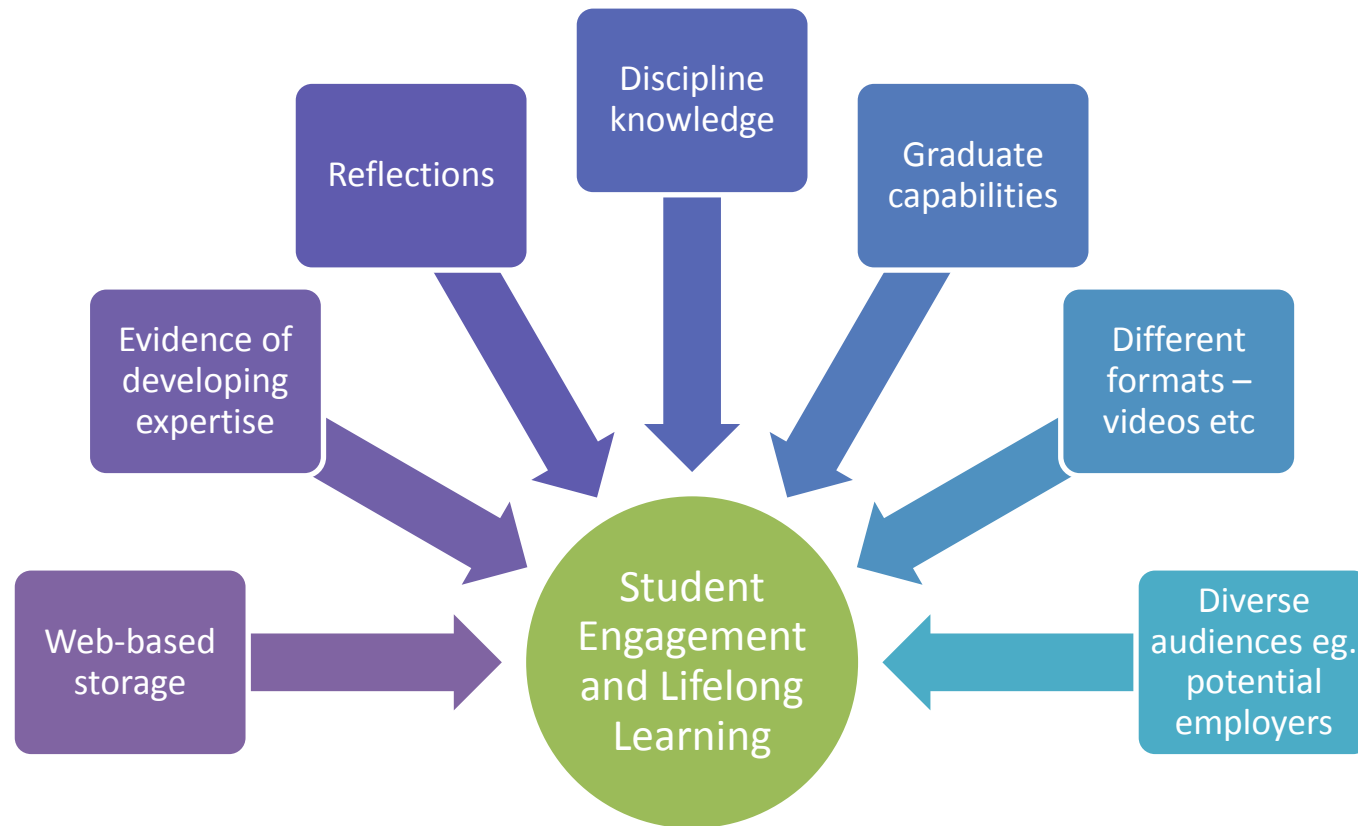 Discipline
knowledge
Reflections
Graduate
capabilities
Evidence of
developing
expertise
Different
formats –
videos etc
Web-based
storage
Student
Engagement
and Lifelong
Learning
Diverse
audiences eg.
potential
employers